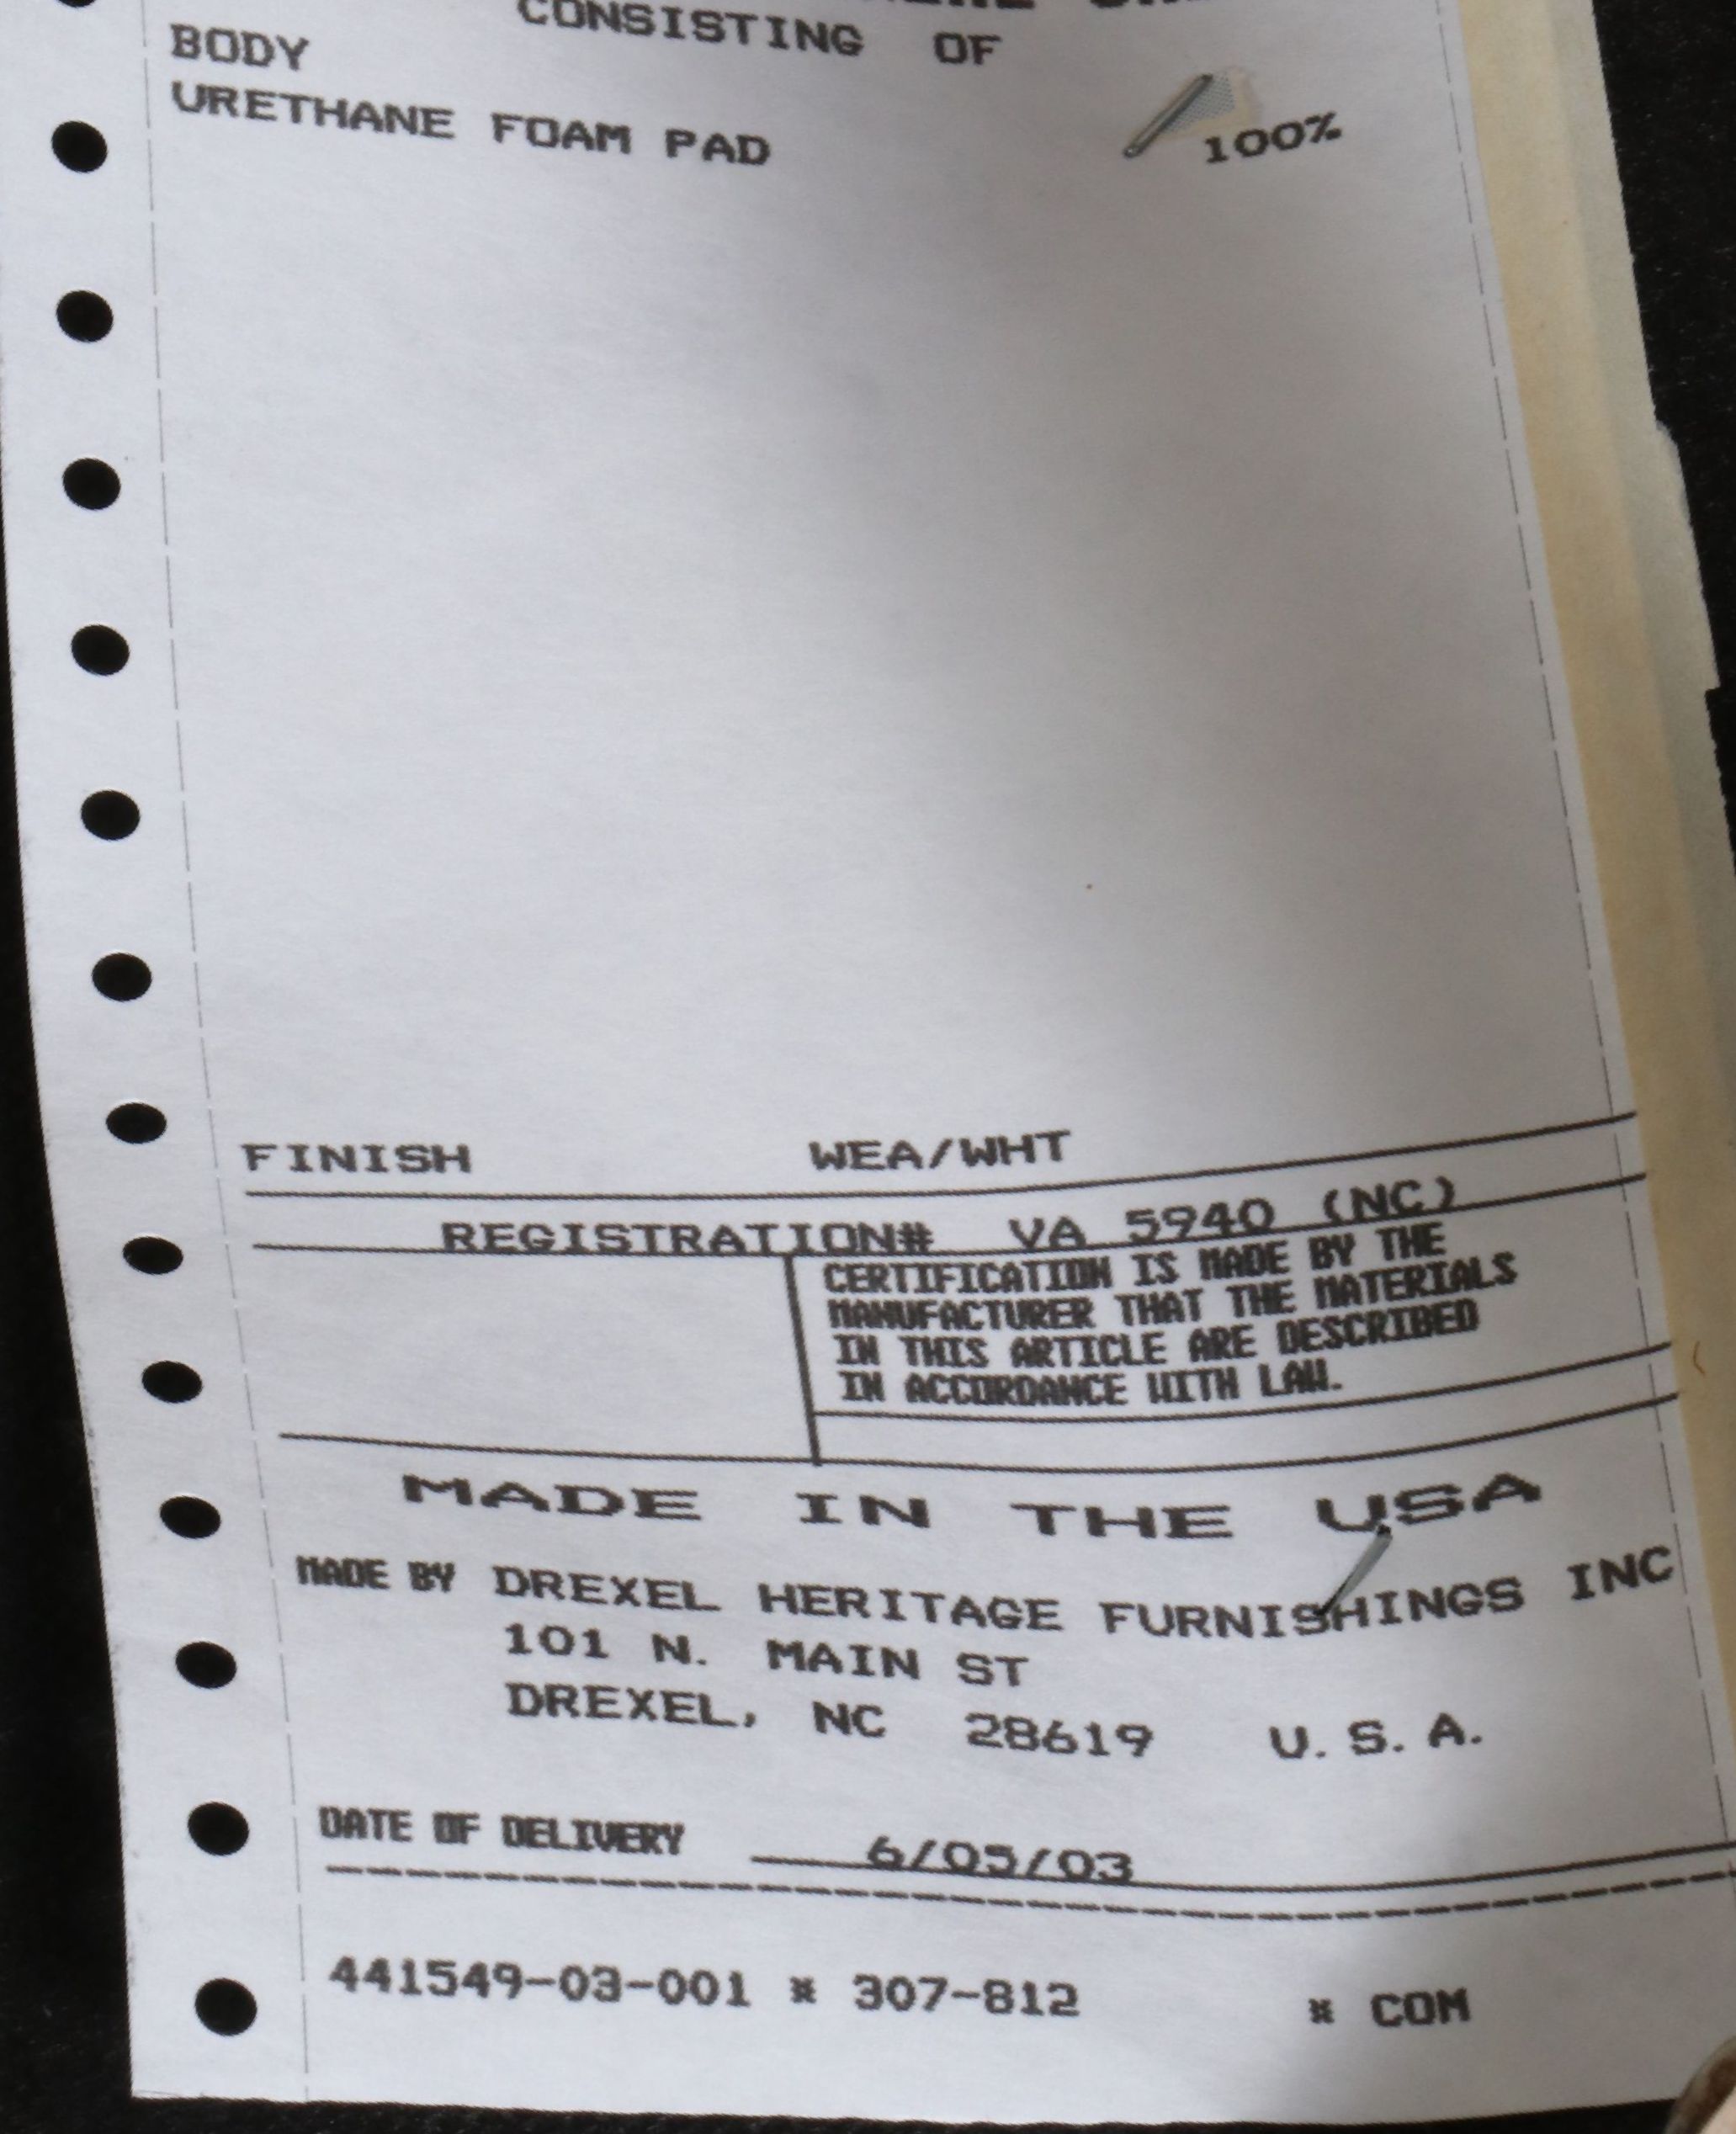 CONSISTING OF
BODY
URETHANE FOAM PAD 100%
FINISH WEA/WHT
REGISTRATION# VA 5940 (NC)
CERTIFICATION IS MADE BY THE
MANUFACTURER THAT THE MATERIALS
IN THIS ARTICLE ARE DESCRIBED
IN ACCORDANCE WITH LAW.
MADE IN THE USA
MADE BY DREXEL HERITAGE FURNISHINGS INC
101 N. MAIN ST
DREXEL, NC 28619 U.S.A.
DATE OF DELIVERY 6/05/03
441549-03-001 * 307-812 * COM